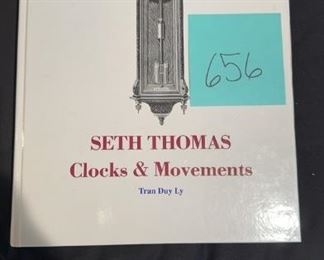 656
SETH THOMAS
Clocks & Movements
Tran Duy Ly